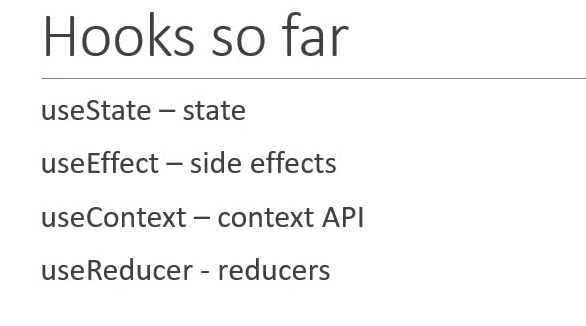 Hooks so far
useState – state
useEffect – side effects
useContext – context API
useReducer - reducers